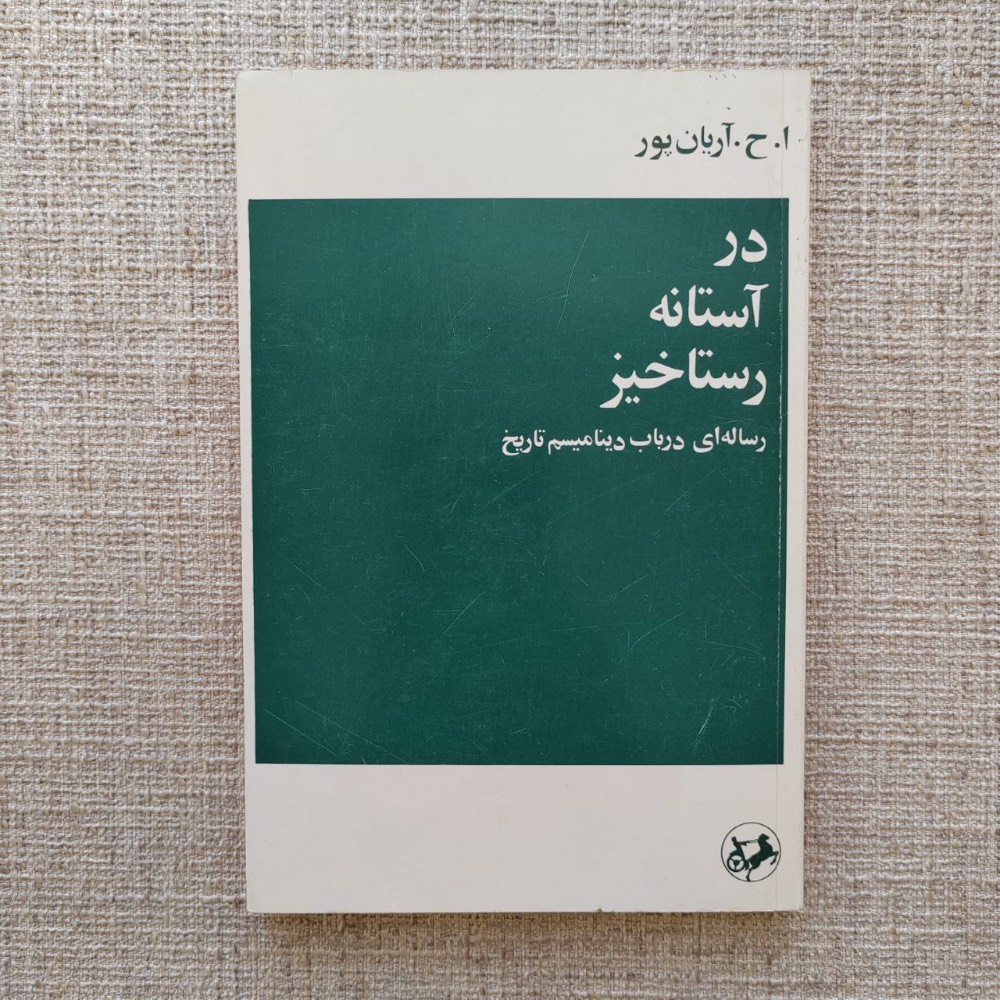 ا. ح. آریان‌پور
در
آستانه
رستاخیز
رساله‌ای درباب دینامیسم تاریخ